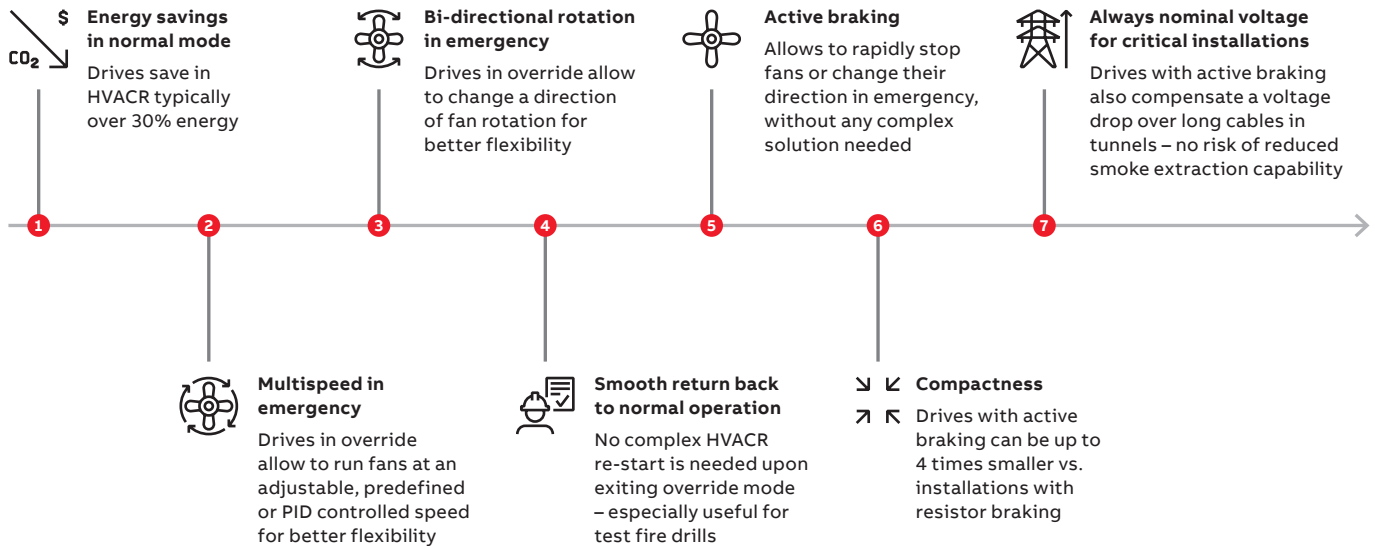 $
CO₂
Energy savings
in normal mode
Drives save in
HVACR typically
over 30% energy
Bi-directional rotation
in emergency
Drives in override allow
to change a direction
of fan rotation for
better flexibility
Active braking
Allows to rapidly stop
fans or change their
direction in emergency,
without any complex
solution needed
Always nominal voltage
for critical installations
Drives with active braking
also compensate a voltage
drop over long cables in
tunnels – no risk of reduced
smoke extraction capability
1
2
3
4
5
6
7
Multispeed in
emergency
Drives in override
allow to run fans at an
adjustable, predefined
or PID controlled speed
for better flexibility
Smooth return back
to normal operation
No complex HVACR
re-start is needed upon
exiting override mode
– especially useful for
test fire drills
Compactness
Drives with active
braking can be up to
4 times smaller vs.
installations with
resistor braking